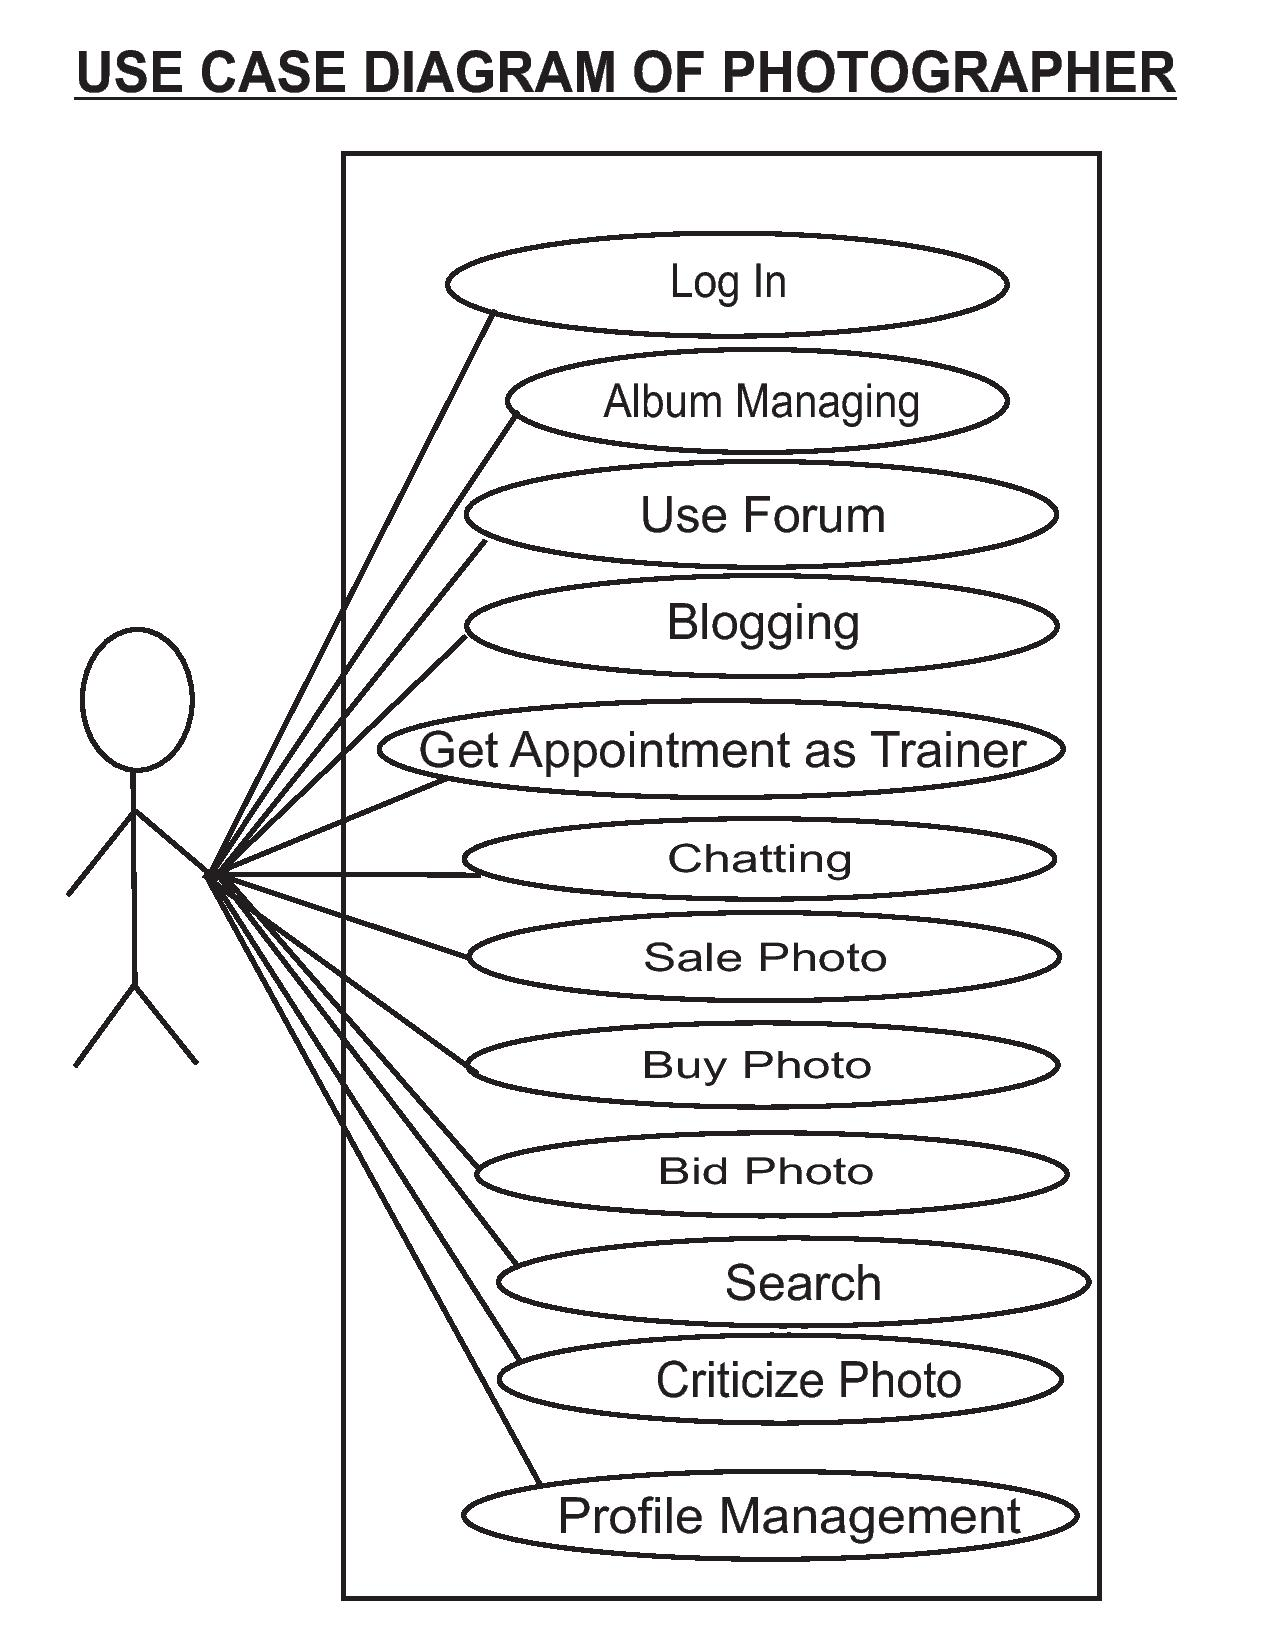 USE CASE DIAGRAM OF PHOTOGRAPHER
Log In
Album Managing
Use Forum
Blogging
Get Appointment as Trainer
Chatting
Sale Photo
Buy Photo
Bid Photo
Search
Criticize Photo
Profile Management